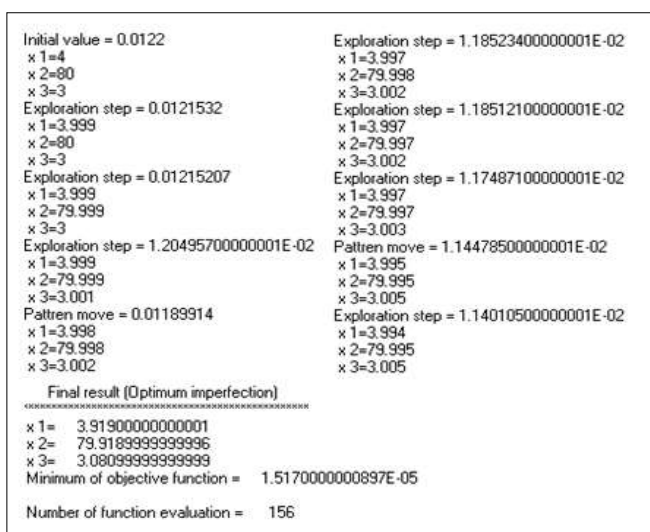 Initial value = 0.0122
x 1=4
x 2=80
x 3=3
Exploration step = 0.0121532
x 1=3.999
x 2=80
x 3=3
Exploration step = 0.01215207
x 1=3.999
x 2=79.999
x 3=3
Exploration step = 1.20495700000001E-02
x 1=3.999
x 2=79.999
x 3=3.001
Pattren move = 0.01189914
x 1=3.998
x 2=79.998
x 3=3.002
Exploration step = 1.18523400000001E-02
x 1=3.997
x 2=79.998
x 3=3.002
Exploration step = 1.18512100000001E-02
x 1=3.997
x 2=79.997
x 3=3.002
Exploration step = 1.17487100000001E-02
x 1=3.997
x 2=79.997
x 3=3.003
Pattren move = 1.14478500000001E-02
x 1=3.995
x 2=79.995
x 3=3.005
Exploration step = 1.14010500000001E-02
x 1=3.994
x 2=79.995
x 3=3.005
Final result (Optimum imperfection)
x 1= 3.91900000000001
x 2= 79.9189999999996
x 3= 3.08099999999999
Minimum of objective function = 1.5170000000897E-05
Number of function evaluation = 156